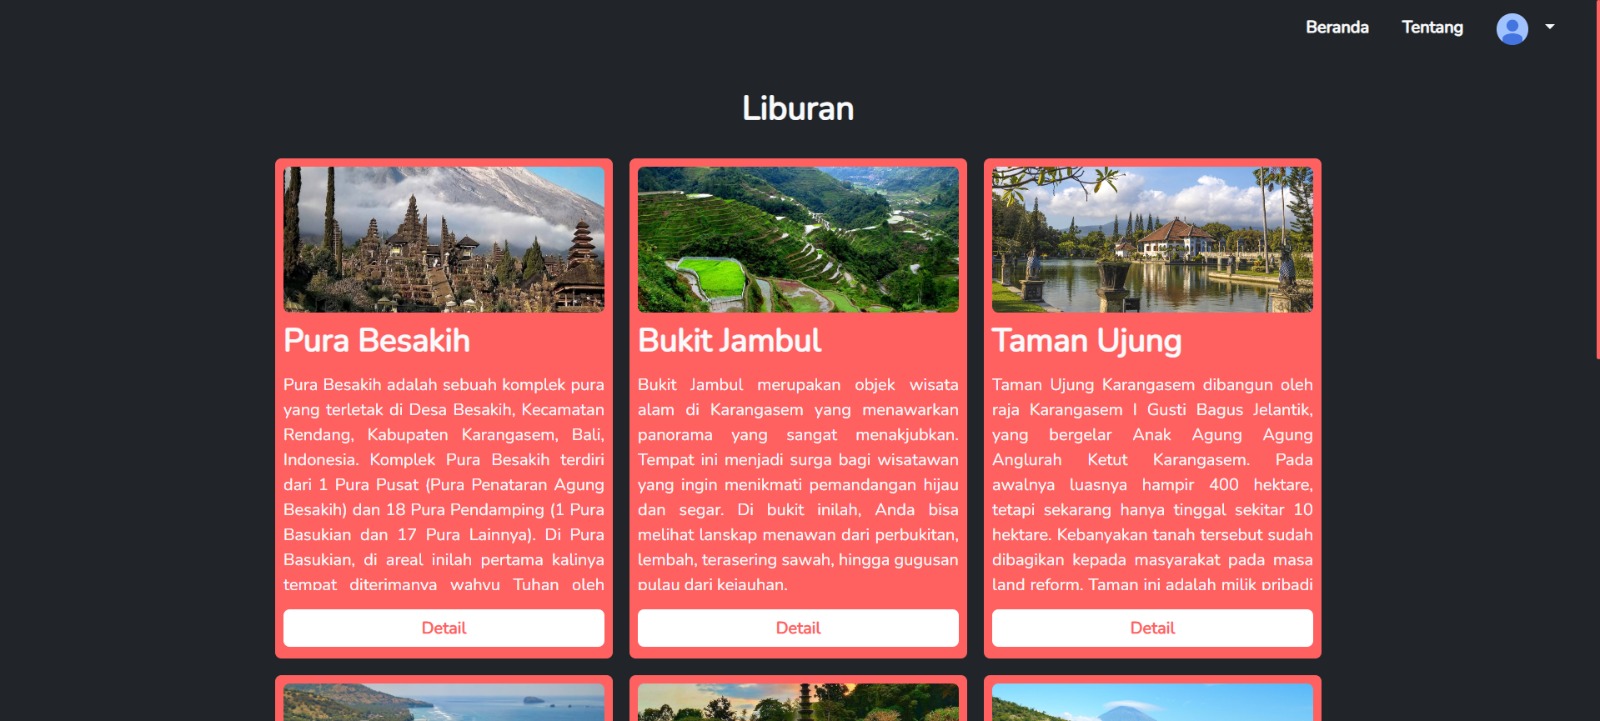 Beranda
Tentang
Liburan
Pura Besakih
Pura Besakih adalah sebuah komplek pura
yang terletak di Desa Besakih, Kecamatan
Rendang, Kabupaten Karangasem, Bali,
Indonesia. Komplek Pura Besakih terdiri
dari 1 Pura Pusat (Pura Penataran Agung
Besakih) dan 18 Pura Pendamping (1 Pura
Basukian dan 17 Pura Lainnya). Di Pura
Basukian, di areal inilah pertama kalinya
tempat diterimanya wahyu Tuhan oleh
Detail
Bukit Jambul
Bukit Jambul merupakan objek wisata
alam di Karangasem yang menawarkan
panorama yang sangat menakjubkan.
Tempat ini menjadi surga bagi wisatawan
yang ingin menikmati pemandangan hijau
dan segar. Di bukit inilah, Anda bisa
melihat lanskap menawan dari perbukitan,
lembah, terasering sawah, hingga gugusan
pulau dari kejauhan.
Detail
Taman Ujung
Taman Ujung Karangasem dibangun oleh
raja Karangasem I Gusti Bagus Jelantik,
yang bergelar Anak Agung Agung
Anglurah Ketut Karangasem. Pada
awalnya luasnya hampir 400 hektare,
tetapi sekarang hanya tinggal sekitar 10
hektare. Kebanyakan tanah tersebut sudah
dibagikan kepada masyarakat pada masa
land reform. Taman ini adalah milik pribadi
Detail